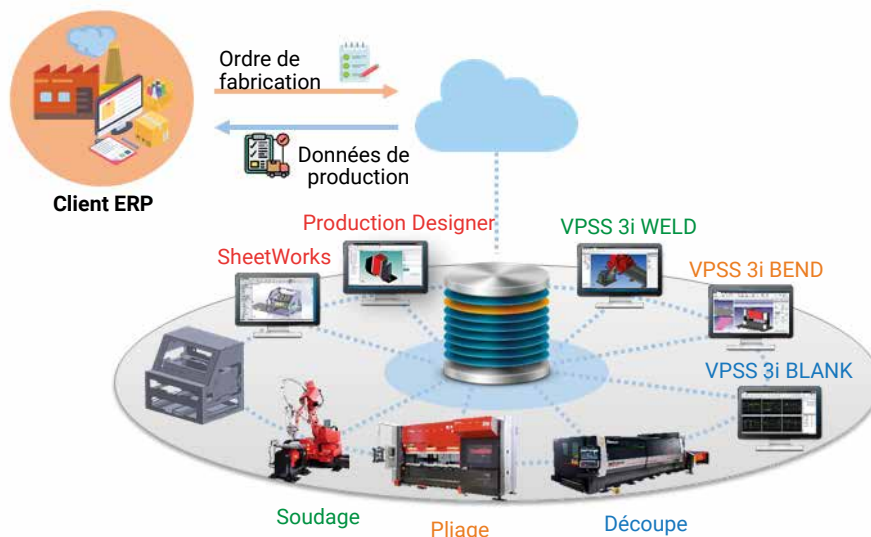 Ordre de
fabrication
Données de
production
Client ERP
Production Designer
VPSS 3i WELD
SheetWorks
VPSS 3i BEND
VPSS 3i BLANK
Soudage
Pliage
Découpe